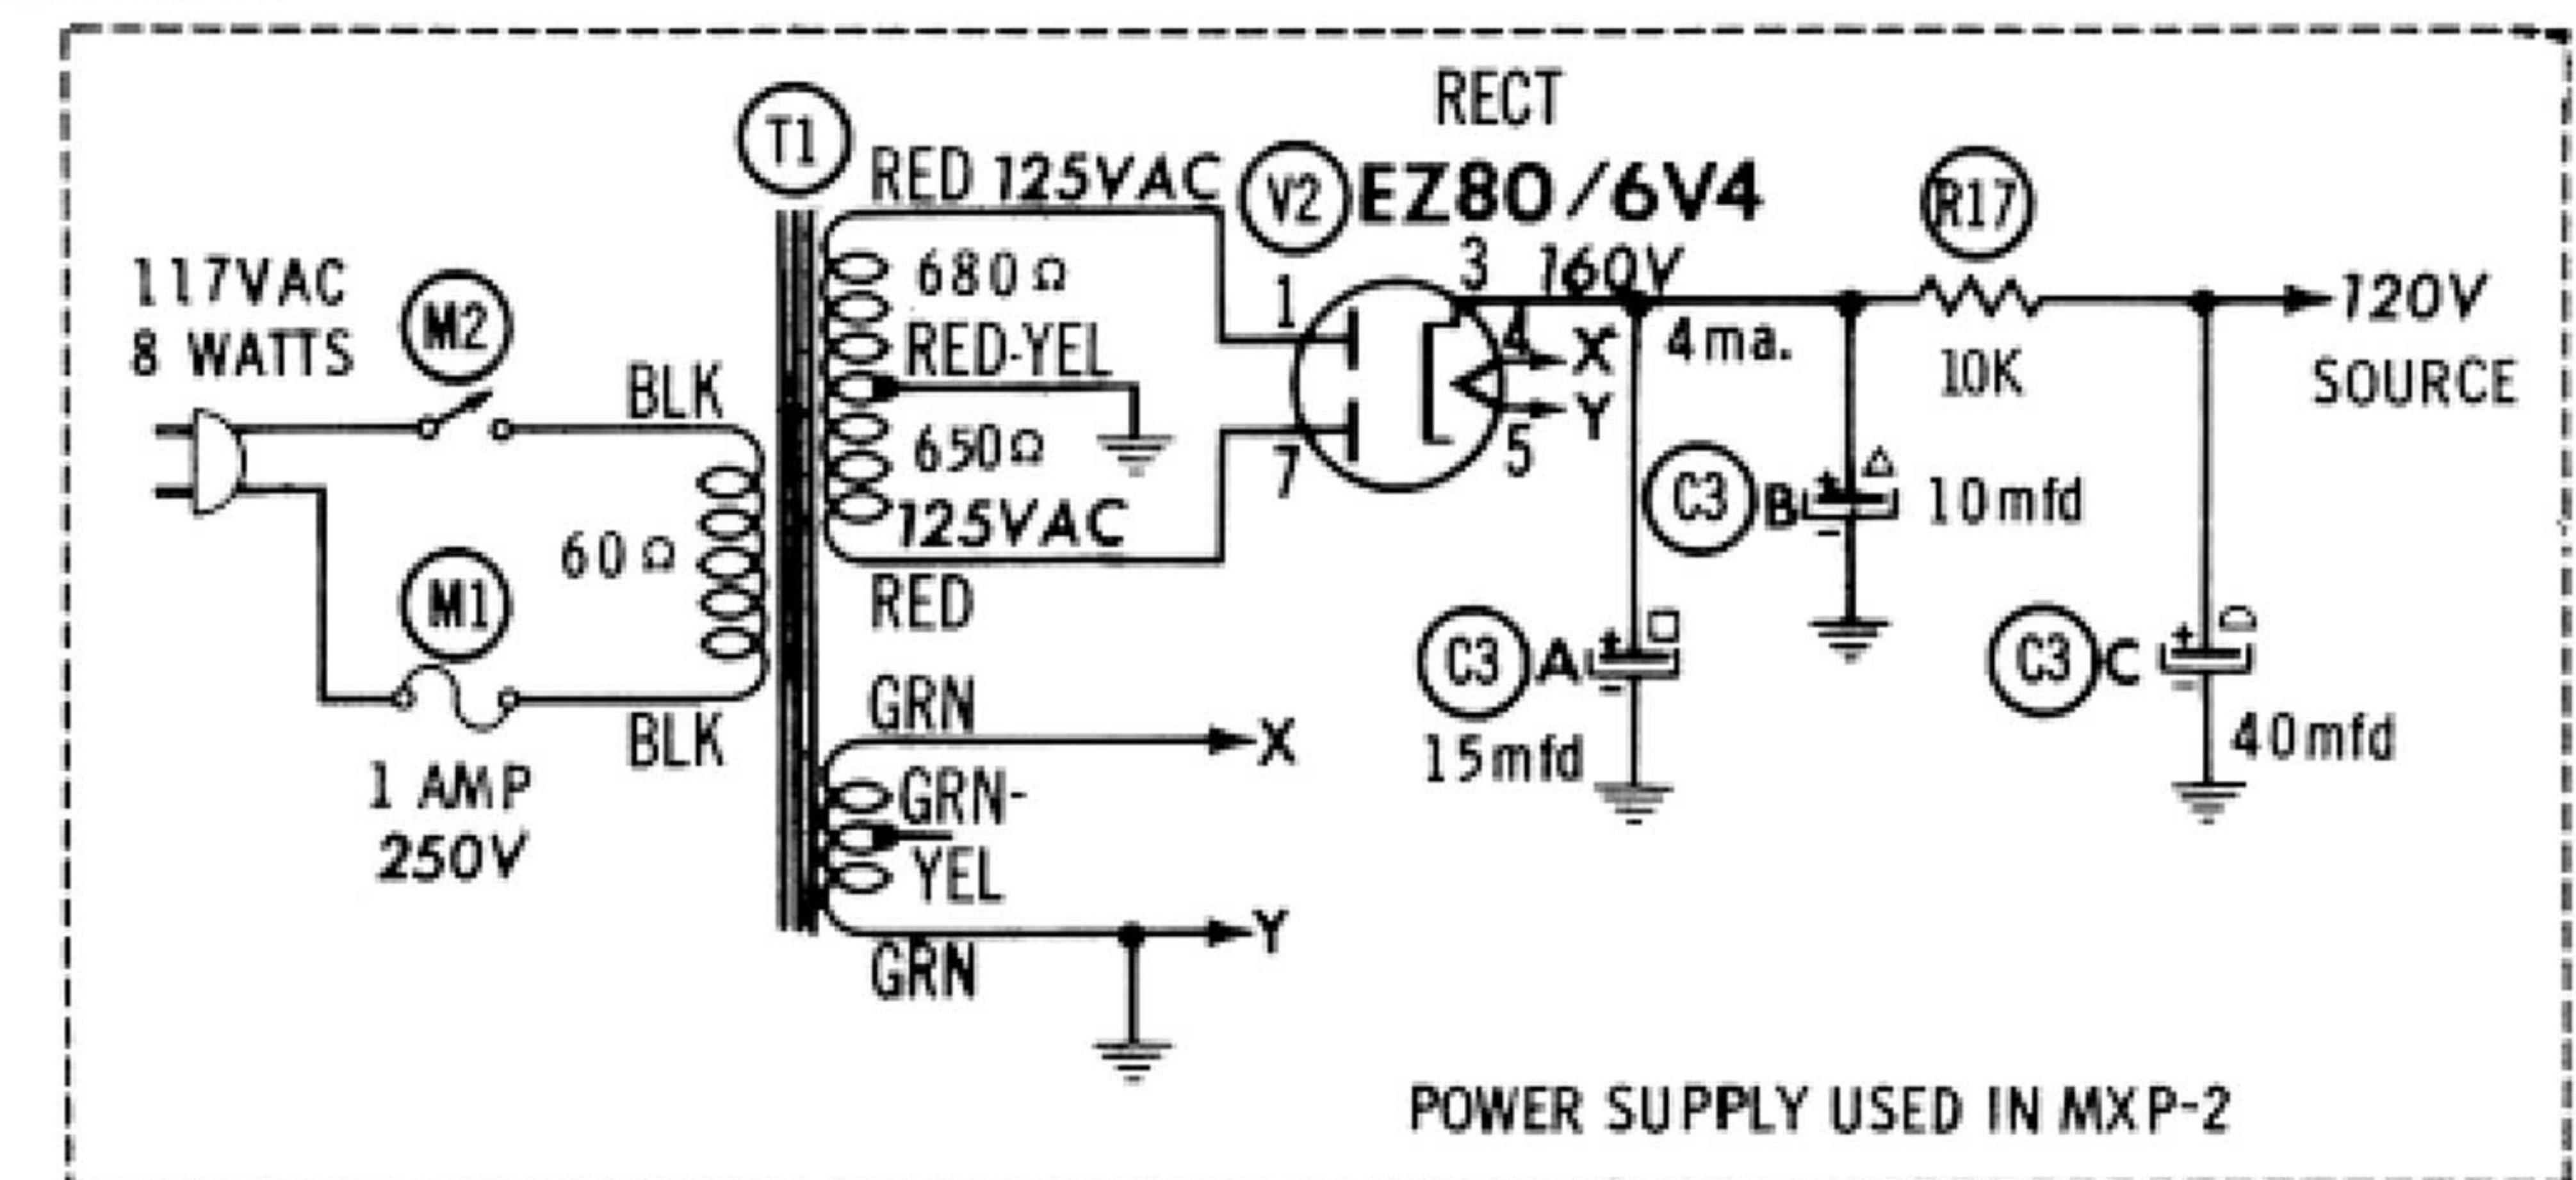 RECT
T1
RED 125VAC
V2 EZ80/6V4
R17
117VAC
8 WATTS
M2
680Ω
3 160V
1
4 X
4ma.
120V
SOURCE
BLK
RED-YEL
10K
Y
5
650Ω
7
C3 B + - 10mfd
125VAC
60Ω
M1
RED
C3 A + -
C3 C + -
GRN
BLK
X
15mfd
40mfd
1 AMP
250V
GRN-
YEL
Y
GRN
POWER SUPPLY USED IN MXP-2